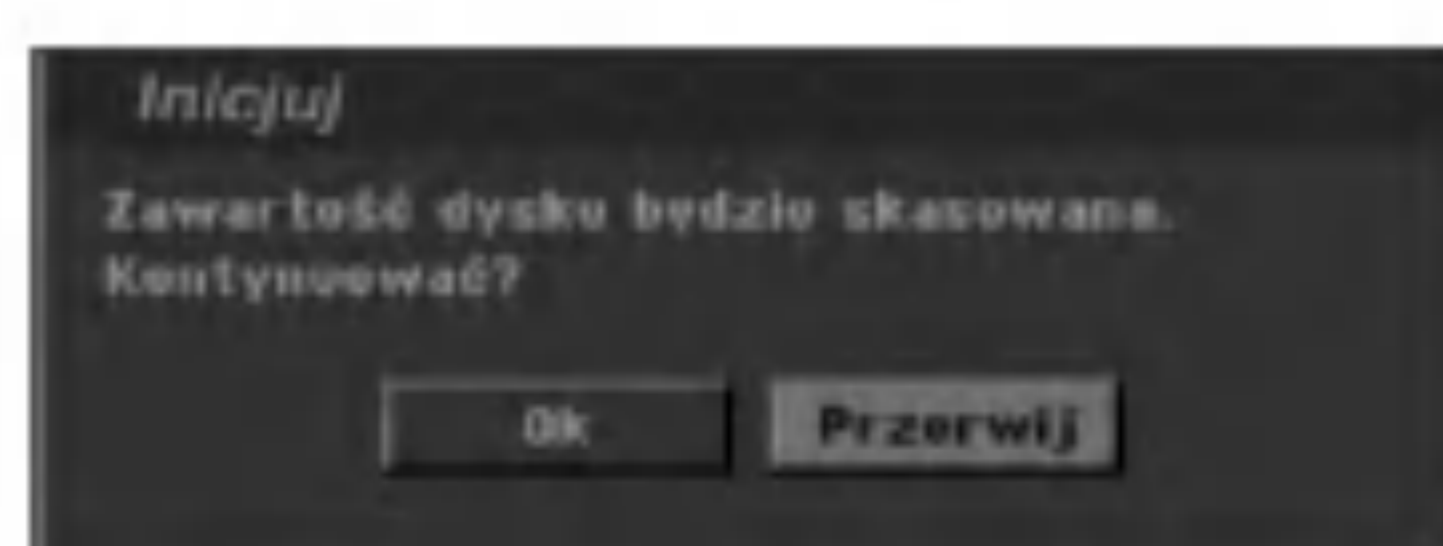 Inicjuj
Zawartość dysku będzie skasowana.
Kontynuować?
Ok
Przerwij